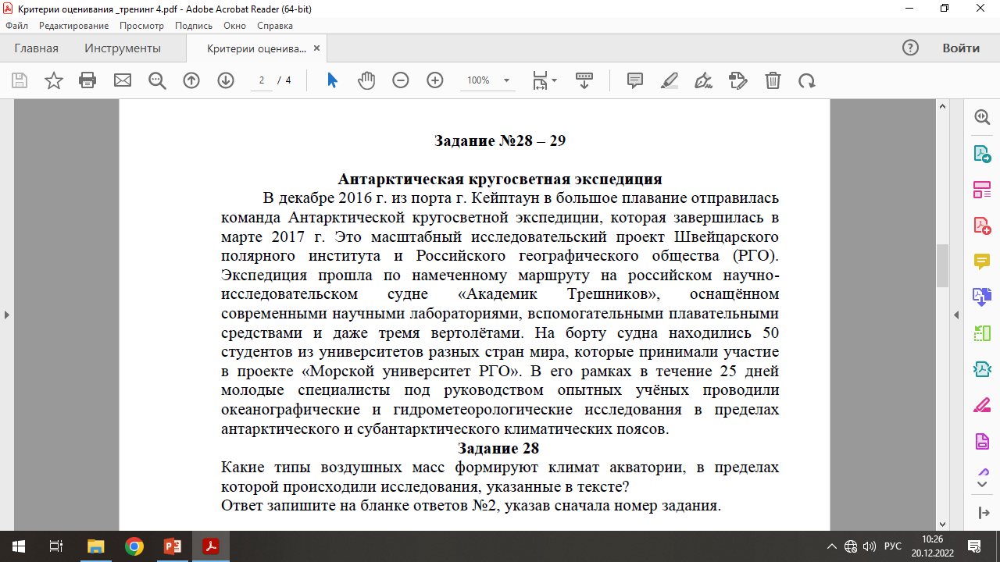 Критерии оценивания _тренинг 4.pdf - Adobe Acrobat Reader (64-bit)
Файл Редактирование Просмотр Подпись Окно Справка
Главная Инструменты Критерии оценива... × Войти
2 / 4 100%
Задание №28 – 29
Антарктическая кругосветная экспедиция
В декабре 2016 г. из порта г. Кейптаун в большое плавание отправилась
команда Антарктической кругосветной экспедиции, которая завершилась в
марте 2017 г. Это масштабный исследовательский проект Швейцарского
полярного института и Российского географического общества (РГО).
Экспедиция прошла по намеченному маршруту на российском научно-
исследовательском судне «Академик Трешников», оснащённом
современными научными лабораториями, вспомогательными плавательными
средствами и даже тремя вертолётами. На борту судна находились 50
студентов из университетов разных стран мира, которые принимали участие
в проекте «Морской университет РГО». В его рамках в течение 25 дней
молодые специалисты под руководством опытных учёных проводили
океанографические и гидрометеорологические исследования в пределах
антарктического и субантарктического климатических поясов.
Задание 28
Какие типы воздушных масс формируют климат акватории, в пределах
которой происходили исследования, указанные в тексте?
Ответ запишите на бланке ответов №2, указав сначала номер задания.
РУС
10:26
20.12.2022